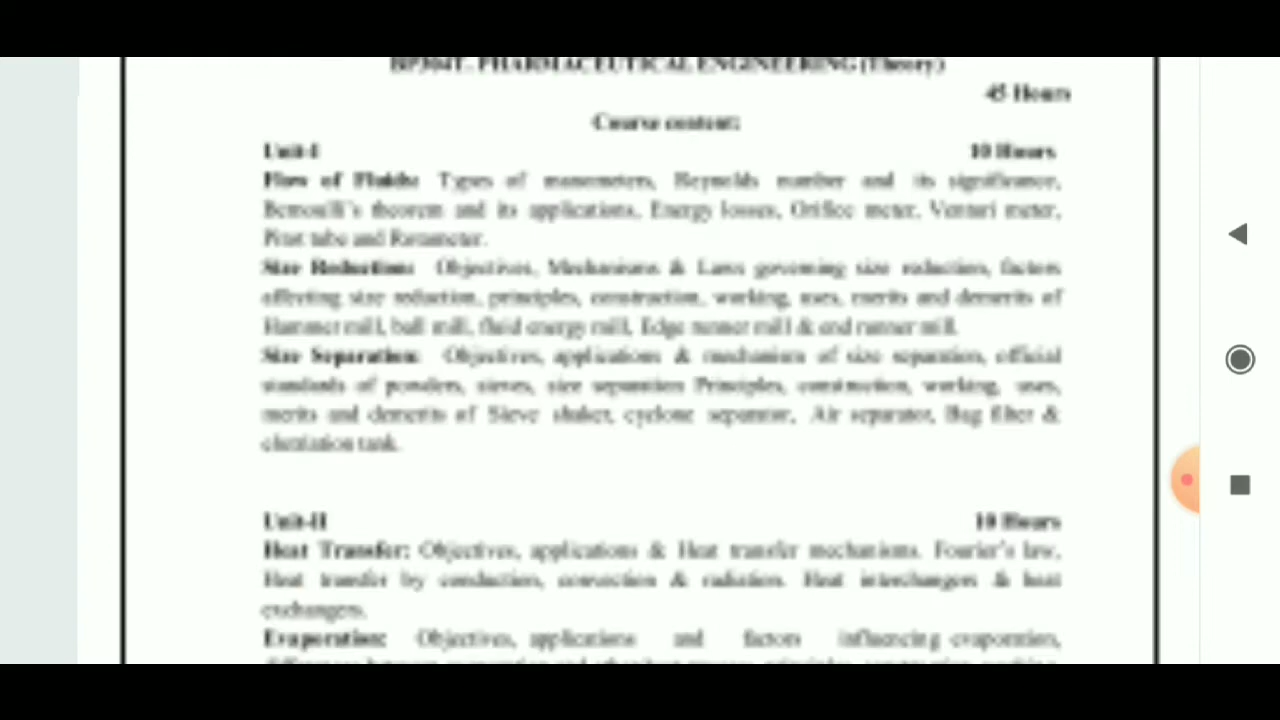 BP304T. PHARMACEUTICAL ENGINEERING (Theory)
45 Hours
Course content:
Unit-I 10 Hours
Flow of Fluids: Types of manometers, Reynolds number and its significance,
Bernoulli's theorem and its applications, Energy losses, Orifice meter, Venturi meter,
Pitot tube and Rotameter.
Size Reduction: Objectives, Mechanisms & Laws governing size reduction, factors
affecting size reduction, principles, construction, working, uses, merits and demerits of
Hammer mill, ball mill, fluid energy mill, Edge runner mill & end runner mill.
Size Separation: Objectives, applications & mechanism of size separation, official
standards of powders, sieves, size separation Principles, construction, working, uses,
merits and demerits of Sieve shaker, cyclone separator, Air separator, Bag filter &
elutriation tank.
Unit-II 10 Hours
Heat Transfer: Objectives, applications & Heat transfer mechanisms. Fourier's law,
Heat transfer by conduction, convection & radiation. Heat interchangers & heat
exchangers.
Evaporation: Objectives, applications and factors influencing evaporation,